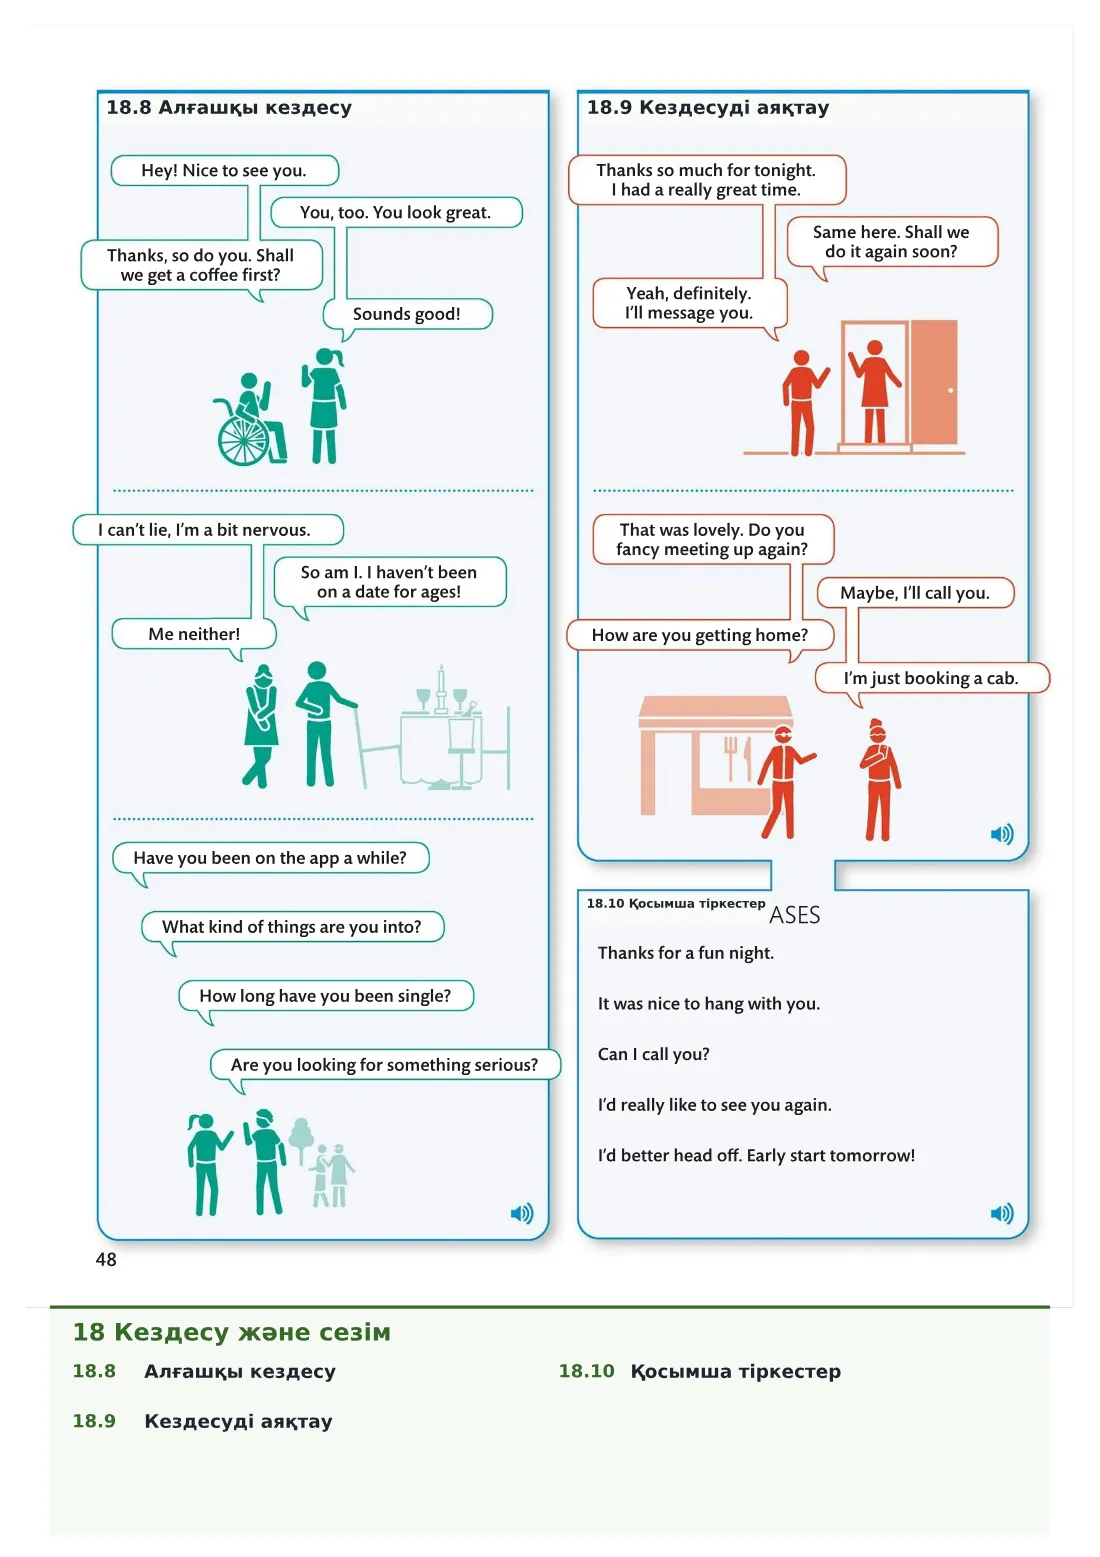 18.8 Алғашқы кездесу
Hey! Nice to see you.
You, too. You look great.
Thanks, so do you. Shall
we get a coffee first?
Sounds good!
I can’t lie, I’m a bit nervous.
So am I. I haven’t been
on a date for ages!
Me neither!
Have you been on the app a while?
What kind of things are you into?
How long have you been single?
Are you looking for something serious?
18.9 Кездесуді аяқтау
Thanks so much for tonight.
I had a really great time.
Same here. Shall we
do it again soon?
Yeah, definitely.
I’ll message you.
That was lovely. Do you
fancy meeting up again?
Maybe, I’ll call you.
How are you getting home?
I’m just booking a cab.
18.10 Қосымша тіркестер
ASES
Thanks for a fun night.
It was nice to hang with you.
Can I call you?
I’d really like to see you again.
I’d better head off. Early start tomorrow!
48
18 Кездесу және сезім
18.8 Алғашқы кездесу
18.9 Кездесуді аяқтау
18.10 Қосымша тіркестер